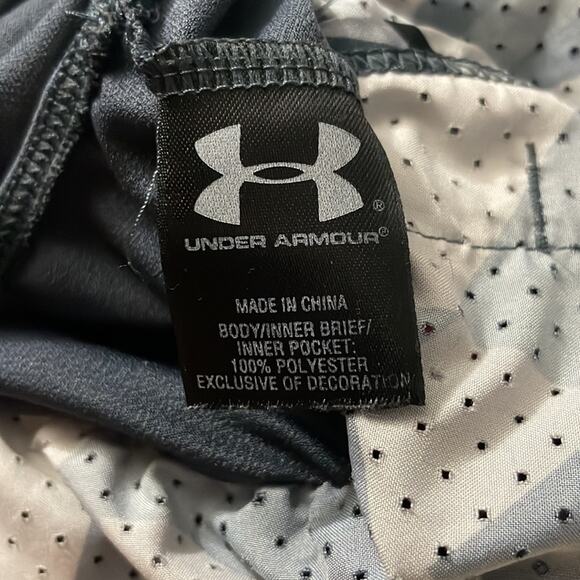 ®
UNDER ARMOUR®
MADE IN CHINA
BODY/INNER BRIEF/
INNER POCKET:
100% POLYESTER
EXCLUSIVE OF DECORATION